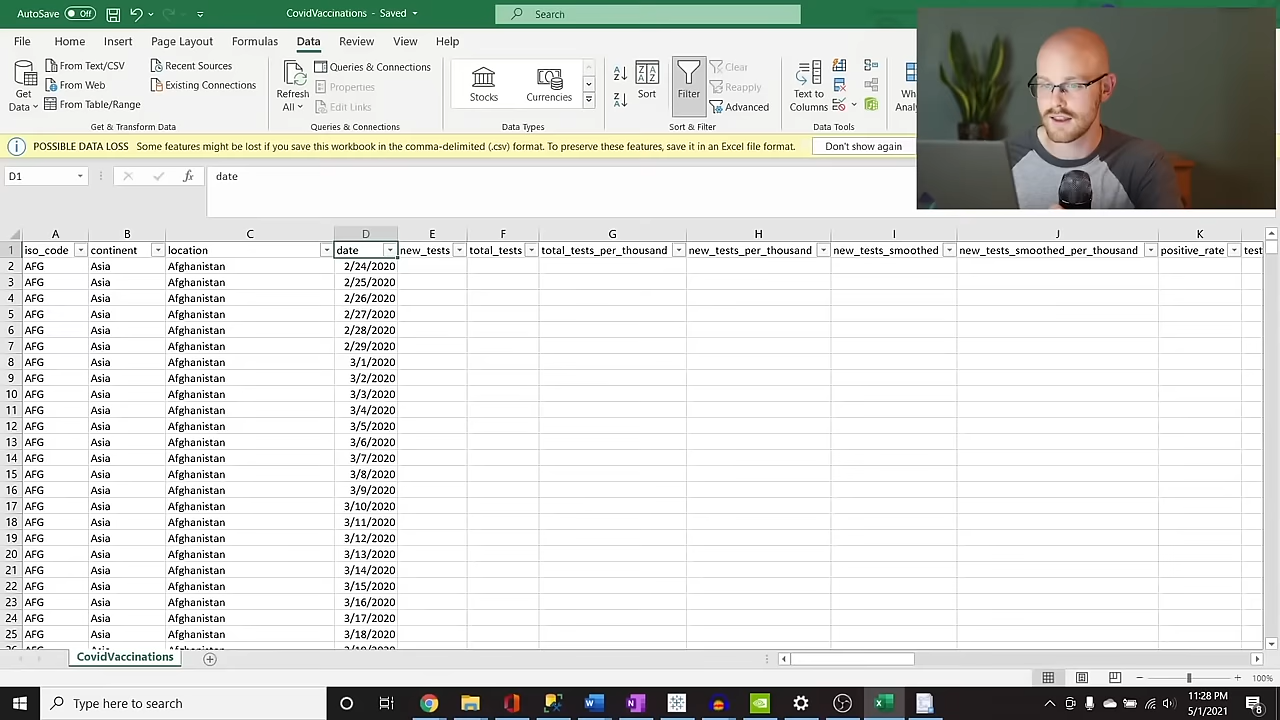 AutoSave Off CovidVaccinations - Saved Search
File Home Insert Page Layout Formulas Data Review View Help
Get Data From Text/CSV From Web From Table/Range Recent Sources Existing Connections
Get & Transform Data
Refresh All Queries & Connections Properties Edit Links
Queries & Connections
Stocks Currencies
Data Types
Sort Filter Clear Reapply Advanced
Sort & Filter
Text to Columns
Data Tools
POSSIBLE DATA LOSS Some features might be lost if you save this workbook in the comma-delimited (.csv) format. To preserve these features, save it in an Excel file format. Don't show again
D1 fx date
A B C D E F G H I J K
1 iso_code continent location date new_tests total_tests total_tests_per_thousand new_tests_per_thousand new_tests_smoothed new_tests_smoothed_per_thousand positive_rate test
2 AFG Asia Afghanistan 2/24/2020
3 AFG Asia Afghanistan 2/25/2020
4 AFG Asia Afghanistan 2/26/2020
5 AFG Asia Afghanistan 2/27/2020
6 AFG Asia Afghanistan 2/28/2020
7 AFG Asia Afghanistan 2/29/2020
8 AFG Asia Afghanistan 3/1/2020
9 AFG Asia Afghanistan 3/2/2020
10 AFG Asia Afghanistan 3/3/2020
11 AFG Asia Afghanistan 3/4/2020
12 AFG Asia Afghanistan 3/5/2020
13 AFG Asia Afghanistan 3/6/2020
14 AFG Asia Afghanistan 3/7/2020
15 AFG Asia Afghanistan 3/8/2020
16 AFG Asia Afghanistan 3/9/2020
17 AFG Asia Afghanistan 3/10/2020
18 AFG Asia Afghanistan 3/11/2020
19 AFG Asia Afghanistan 3/12/2020
20 AFG Asia Afghanistan 3/13/2020
21 AFG Asia Afghanistan 3/14/2020
22 AFG Asia Afghanistan 3/15/2020
23 AFG Asia Afghanistan 3/16/2020
24 AFG Asia Afghanistan 3/17/2020
25 AFG Asia Afghanistan 3/18/2020
CovidVaccinations
100%
Type here to search
11:28 PM
5/1/2021